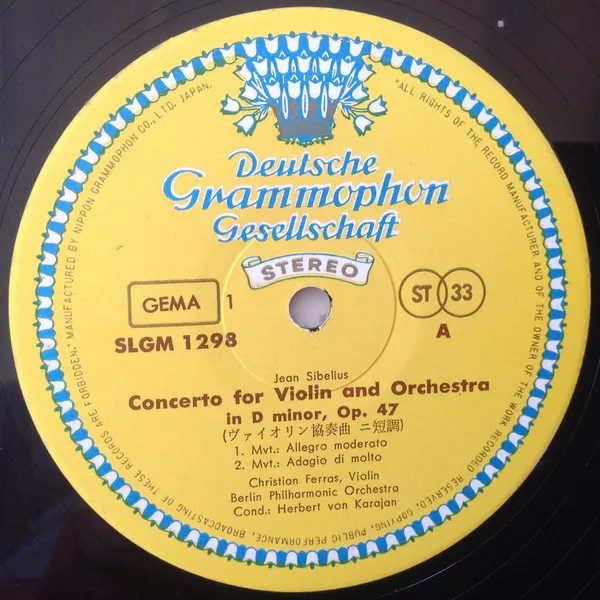 Deutsche
Grammophon
Gesellschaft
STEREO
GEMA 1
ST 33
SLGM 1298
A
Jean Sibelius
Concerto for Violin and Orchestra
in D minor, Op. 47
(ヴァイオリン協奏曲 ニ短調)
1. Mvt.: Allegro moderato
2. Mvt.: Adagio di molto
Christian Ferras, Violin
Berlin Philharmonic Orchestra
Cond.: Herbert von Karajan
"ALL RIGHTS OF THE RECORD MANUFACTURER AND OF THE OWNER OF THE WORK RECORDED RESERVED, COPYING, PUBLIC PERFORMANCE, BROADCASTING OF THESE RECORDS ARE FORBIDDEN." MANUFACTURED BY NIPPON GRAMMOPHON CO., LTD. JAPAN.